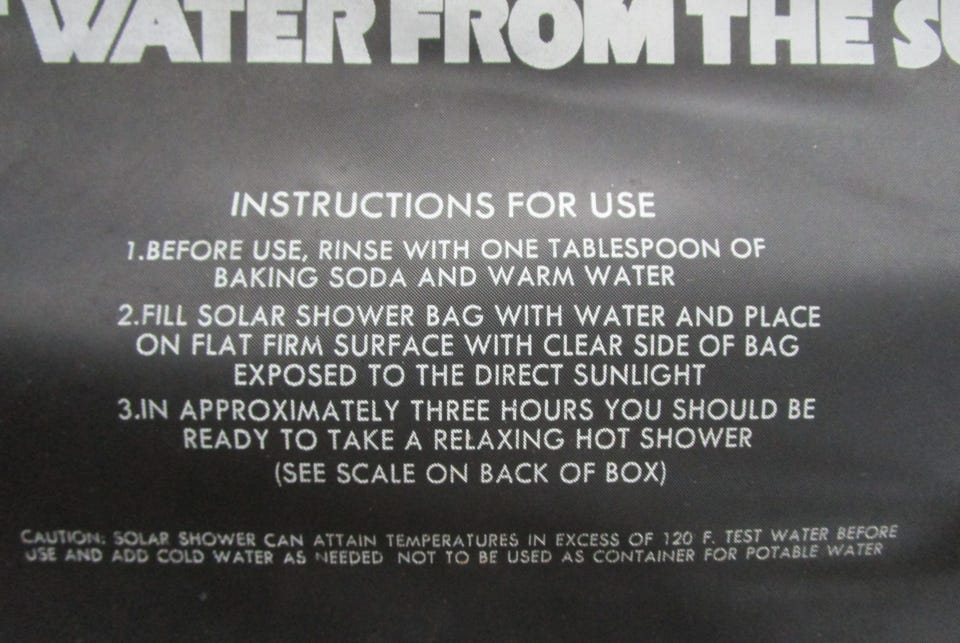 WATER FROM THE
INSTRUCTIONS FOR USE
1.BEFORE USE, RINSE WITH ONE TABLESPOON OF
BAKING SODA AND WARM WATER
2.FILL SOLAR SHOWER BAG WITH WATER AND PLACE
ON FLAT FIRM SURFACE WITH CLEAR SIDE OF BAG
EXPOSED TO THE DIRECT SUNLIGHT
3.IN APPROXIMATELY THREE HOURS YOU SHOULD BE
READY TO TAKE A RELAXING HOT SHOWER
(SEE SCALE ON BACK OF BOX)
CAUTION: SOLAR SHOWER CAN ATTAIN TEMPERATURES IN EXCESS OF 120 F. TEST WATER BEFORE
USE AND ADD COLD WATER AS NEEDED NOT TO BE USED AS CONTAINER FOR POTABLE WATER